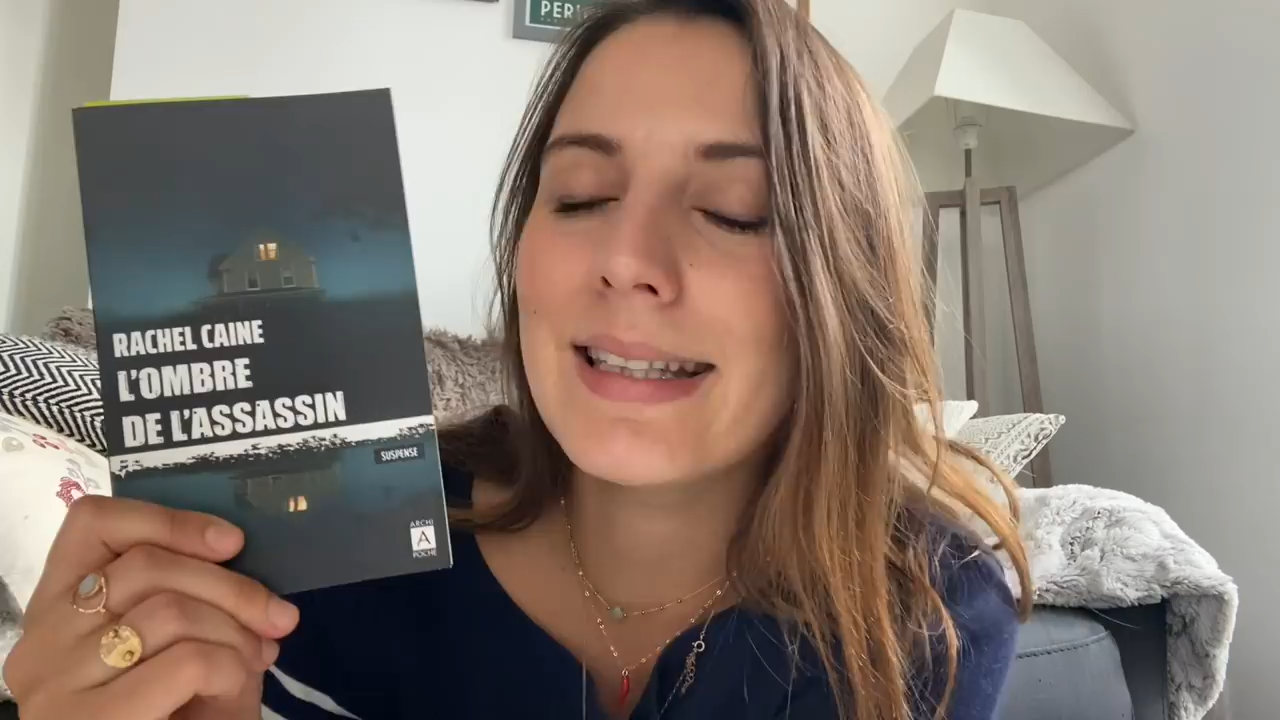 RACHEL CAINE
L'OMBRE
DE L'ASSASSIN
SUSPENSE
ARCHI
A
POCHE